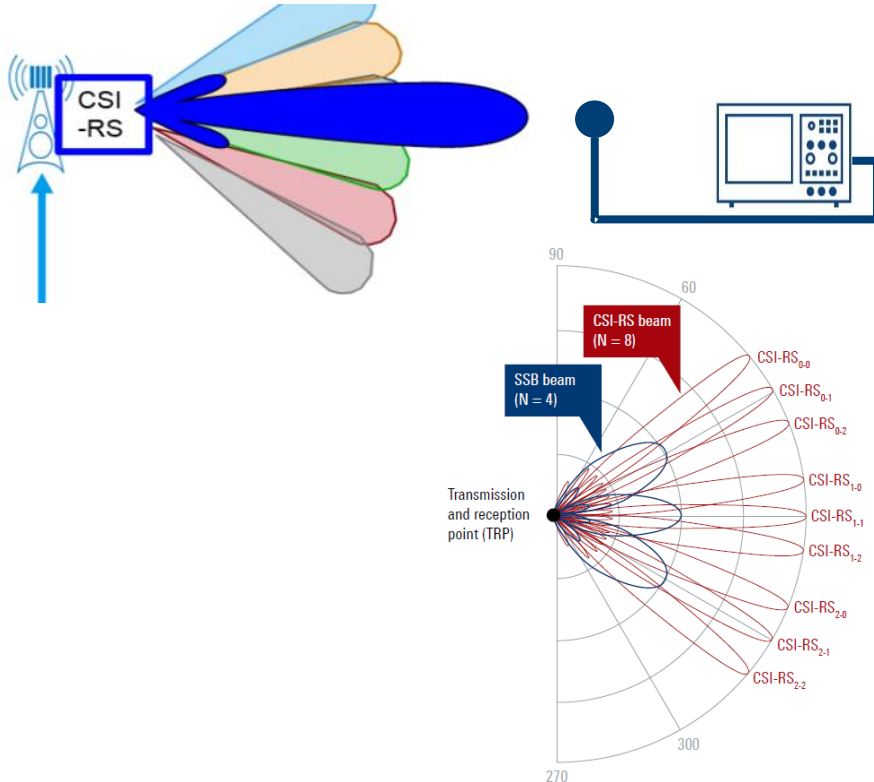 CSI
-RS
90
60
CSI-RS beam
(N = 8)
SSB beam
(N = 4)
CSI-RS0-0
CSI-RS0-1
CSI-RS0-2
CSI-RS1-0
Transmission
and reception
point (TRP)
CSI-RS1-1
CSI-RS1-2
CSI-RS2-0
CSI-RS2-1
CSI-RS2-2
300
270